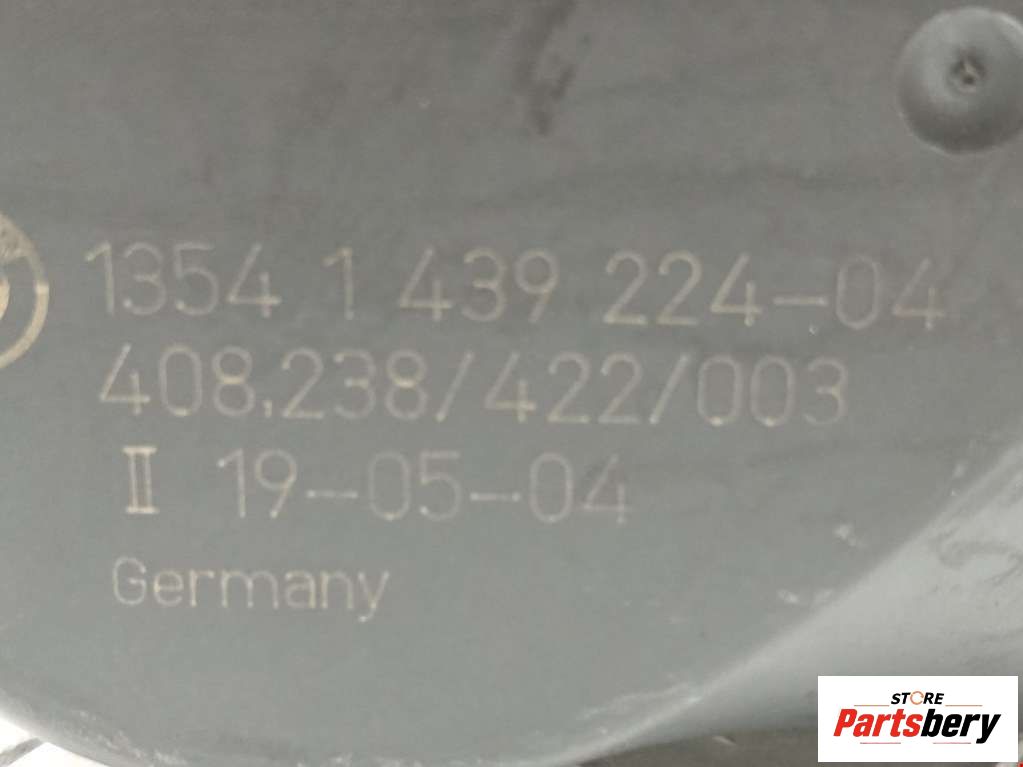 1354 1 439 224-04
408.238/422/003
II 19-05-04
Germany
STORE
Partsbery